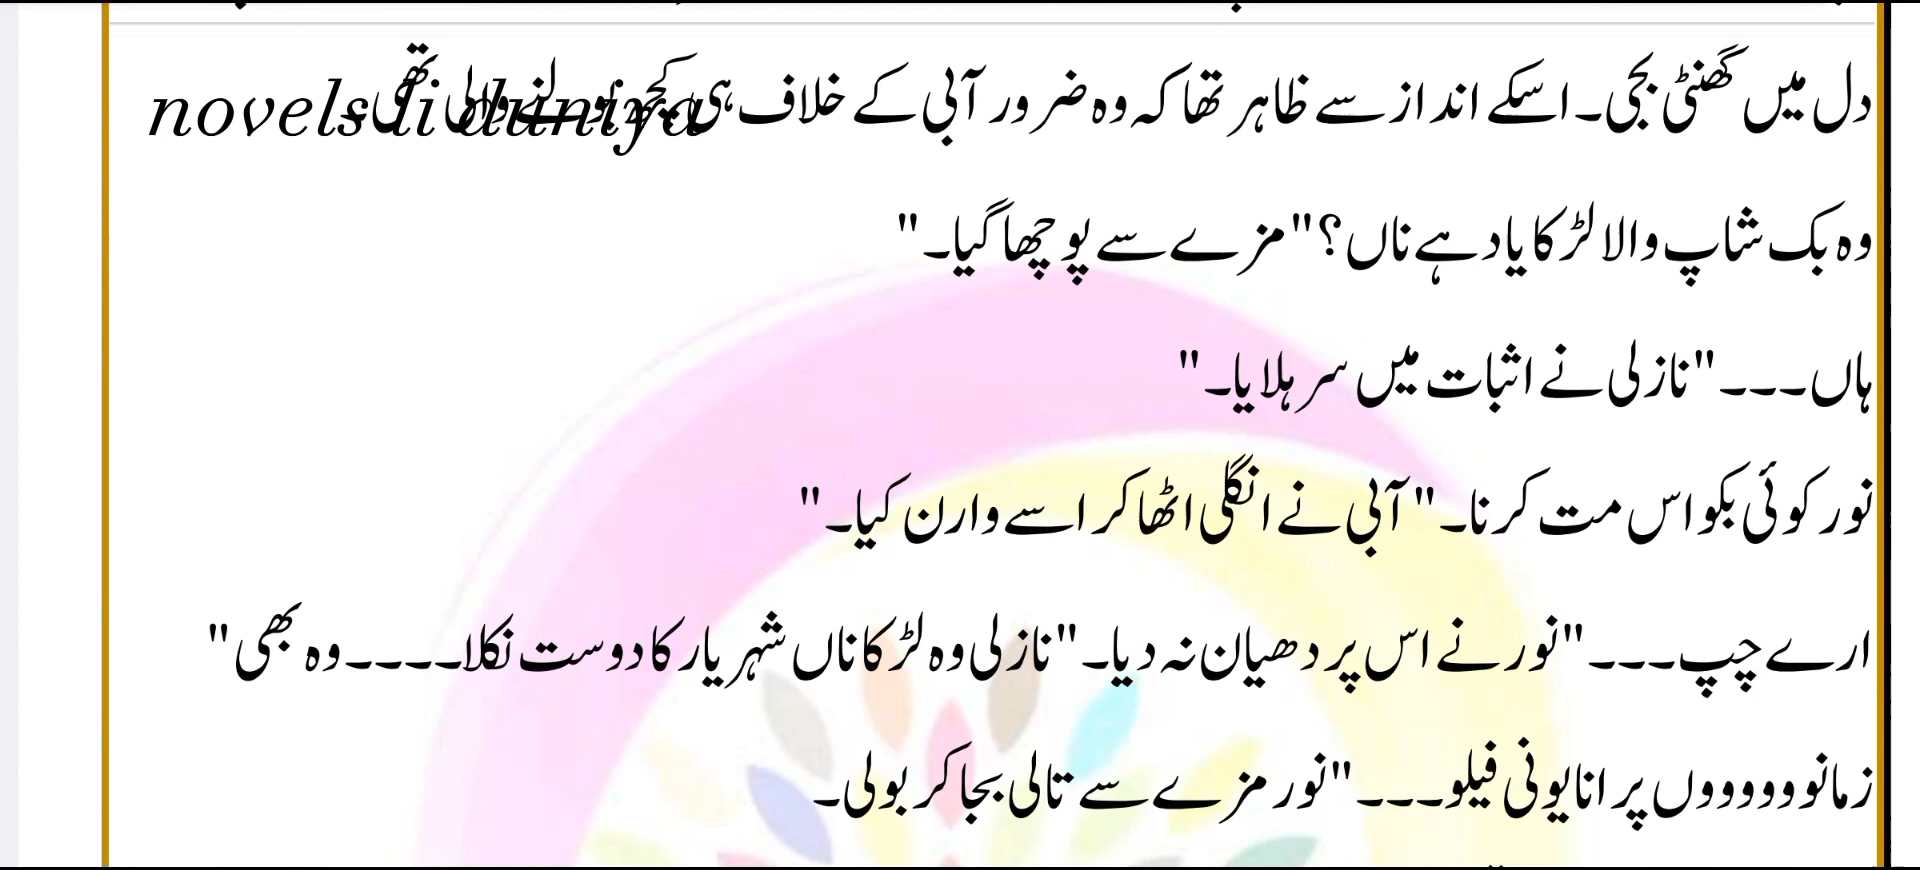 دل میں گھنٹی بجی۔ اسکے انداز سے ظاہر تھا کہ وہ ضرور آبی کے خلاف ہی کچھ بولنے والی تھی۔
novels ii duniya
وہ بک شاپ والا لڑکا یاد ہے ناں؟" مزے سے پوچھا گیا۔"
ہاں۔۔۔" نازلی نے اثبات میں سر ہلایا۔"
نور کوئی بکواس مت کرنا۔" آبی نے انگلی اٹھا کر اسے وارن کیا۔"
ارے چپ۔۔۔" نور نے اس پر دھیان نہ دیا۔" نازلی وہ لڑکا ناں شہریار کا دوست نکلا۔۔۔۔ وہ بھی"
زمانوووووں پرانا یونی فیلو۔۔۔" نور مزے سے تالی بجا کر بولی۔